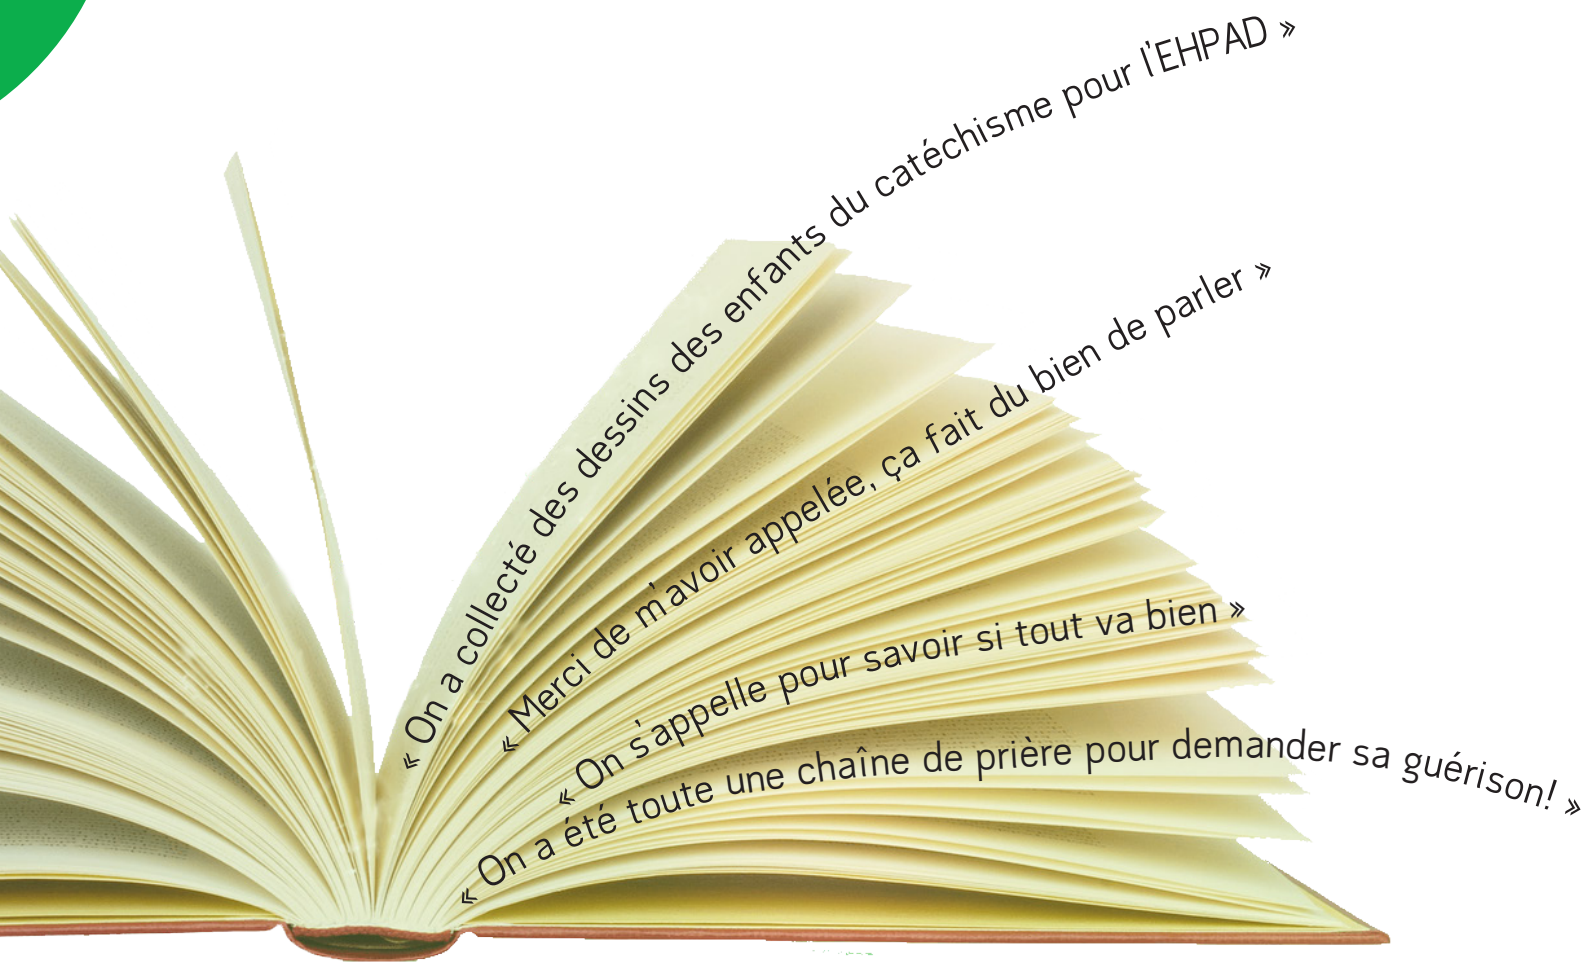 « On a collecté des dessins des enfants du catéchisme pour l'EHPAD »
« Merci de m'avoir appelée, ça fait du bien de parler »
« On s'appelle pour savoir si tout va bien »
« On a été toute une chaîne de prière pour demander sa guérison! »